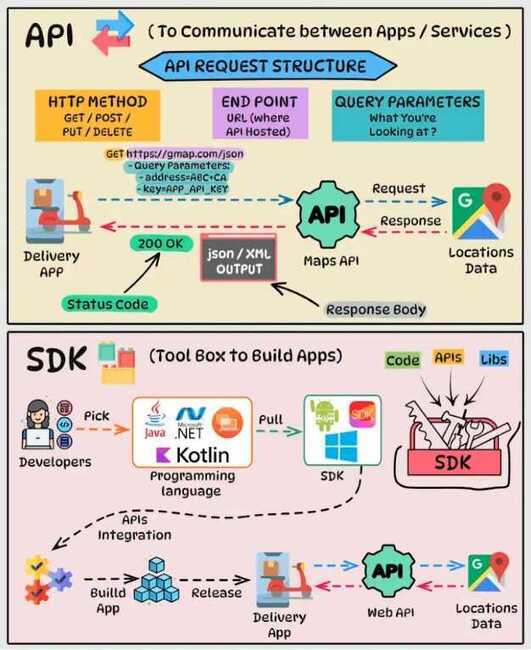 API
(To Communicate between Apps / Services)
API REQUEST STRUCTURE
HTTP METHOD
GET / POST /
PUT / DELETE
END POINT
URL (where
API Hosted)
QUERY PARAMETERS
What You're
Looking at?
GET https://gmap.com/json
- Query Parameters:
- address=ABC+CA
- key=APP_API_KEY
Delivery
APP
API
Maps API
Request
Response
G
Locations
Data
200 OK
json / XML
OUTPUT
Status Code
Response Body
SDK
(Tool Box to Build Apps)
Code
APIs
Libs
Developers
Pick
Java
Microsoft
.NET
Kotlin
Programming
language
Pull
SDK
SDK
SDK
APIs
Integration
Builld
App
Release
Delivery
App
API
Web API
G
Locations
Data